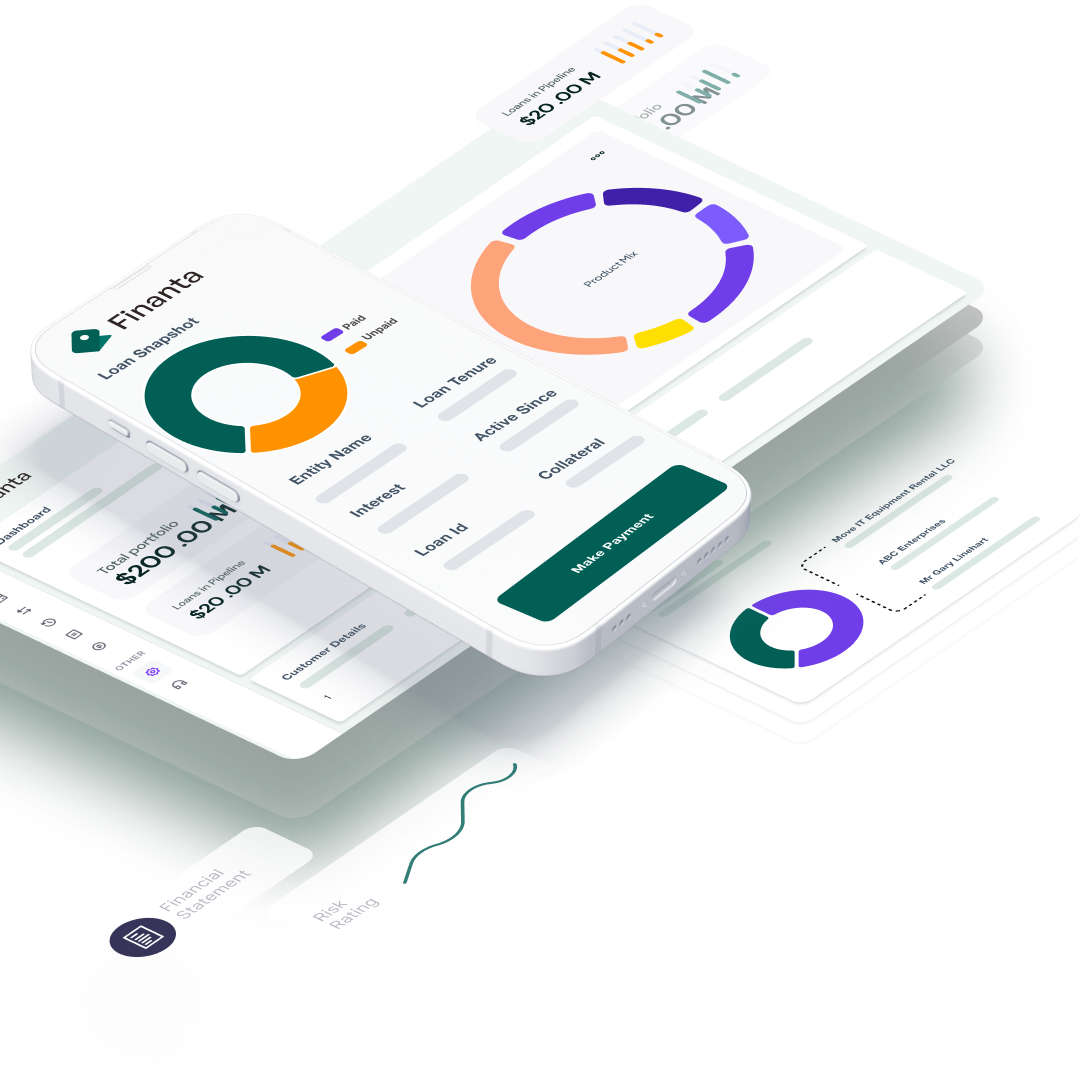 Loans in Pipeline
$20.00 M
olio
.00 M
Product Mix
Finanta
Loan Snapshot
Paid
Unpaid
Loan Tenure
Active Since
Collateral
Entity Name
Interest
Loan Id
Make Payment
anta
Dashboard
Total portfolio
$200.00 M
Loans in Pipeline
$20.00 M
OTHER
Customer Details
1
Move IT Equipment Rental LLC
ABC Enterprises
Mr Gary Linehart
Financial
Statement
Risk
Rating